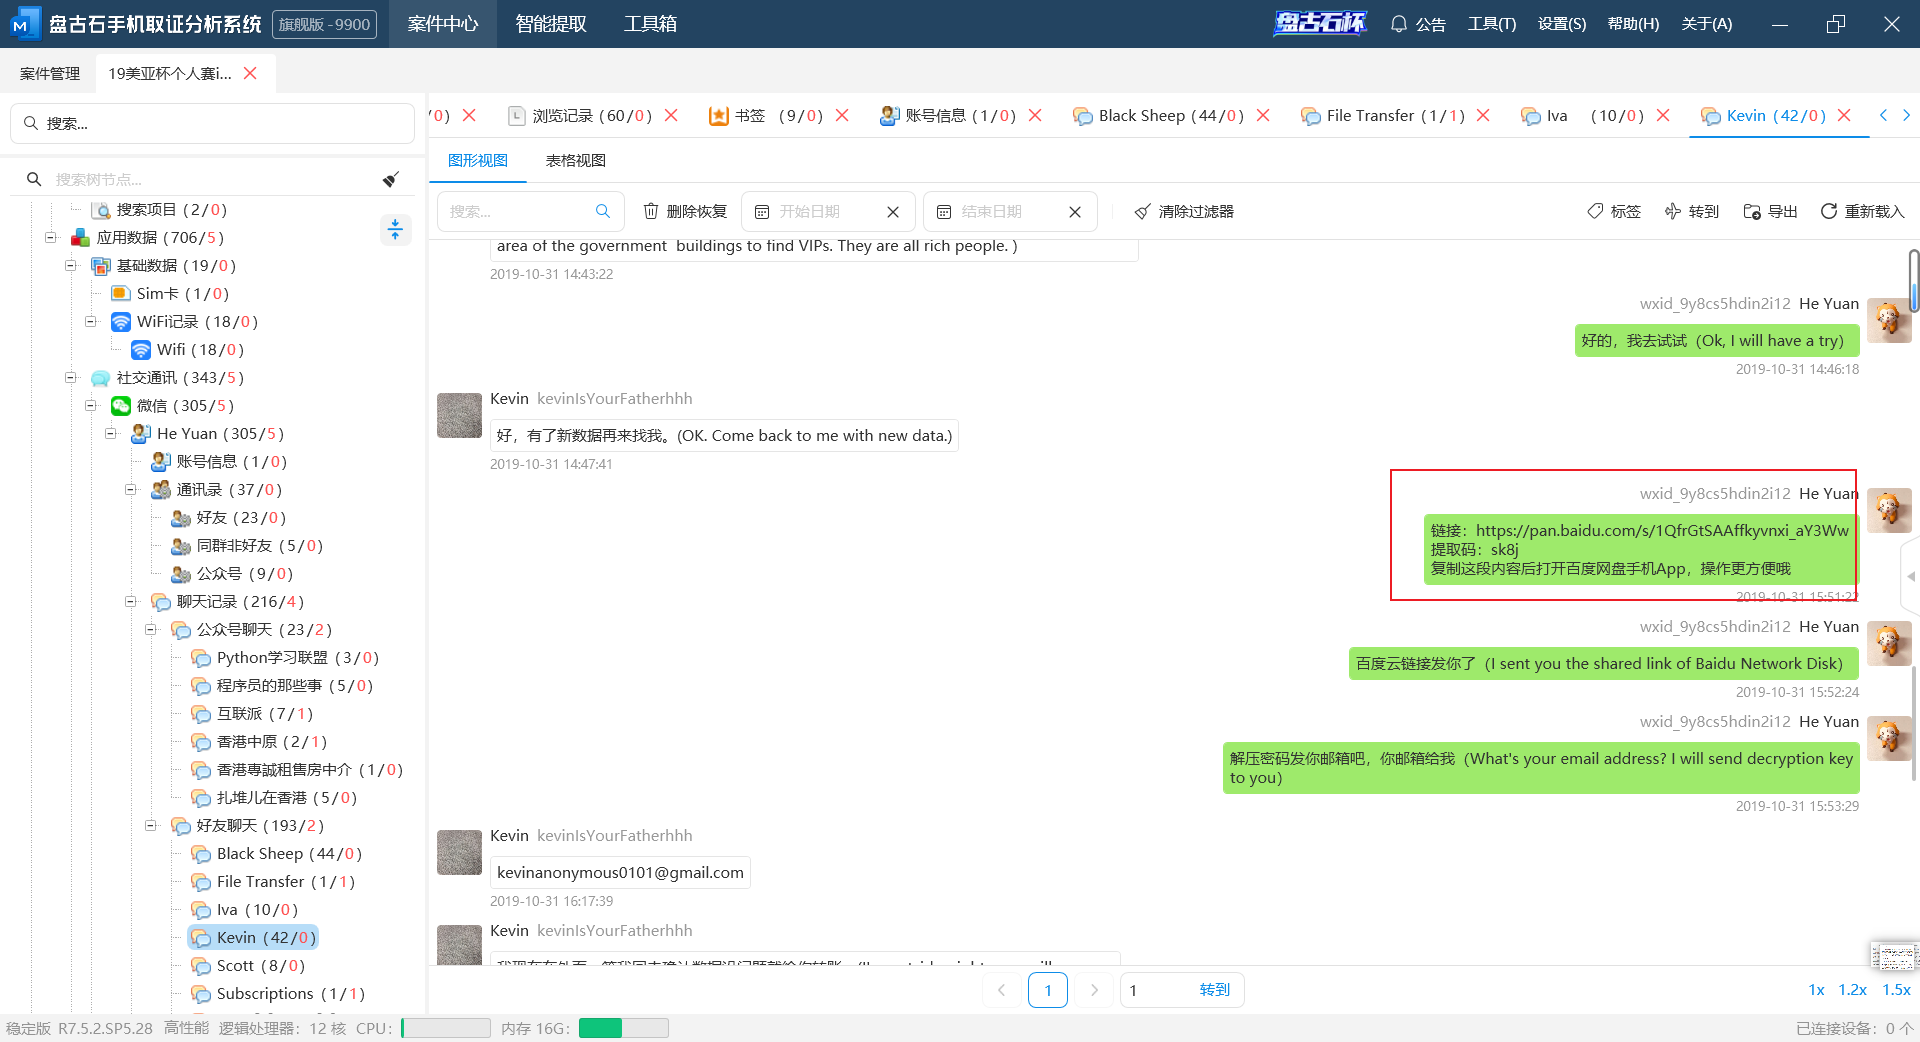 盘古石手机取证分析系统 旗舰版 -9900 案件中心 智能提取 工具箱 盘古石杯 公告 工具(T) 设置(S) 帮助(H) 关于(A)
案件管理 19美亚杯个人赛i...
搜索...
搜索树节点...
搜索项目 (2/0)
应用数据 (706/5)
基础数据 (19/0)
Sim卡 (1/0)
WiFi记录 (18/0)
Wifi (18/0)
社交通讯 (343/5)
微信 (305/5)
He Yuan (305/5)
账号信息 (1/0)
通讯录 (37/0)
好友 (23/0)
同群非好友 (5/0)
公众号 (9/0)
聊天记录 (216/4)
公众号聊天 (23/2)
Python学习联盟 (3/0)
程序员的那些事 (5/0)
互联派 (7/1)
香港中原 (2/1)
香港專誠租售房中介 (1/0)
扎堆儿在香港 (5/0)
好友聊天 (193/2)
Black Sheep (44/0)
File Transfer (1/1)
Iva (10/0)
Kevin (42/0)
Scott (8/0)
Subscriptions (1/1)
/0) 浏览记录 (60/0) 书签 (9/0) 账号信息 (1/0) Black Sheep (44/0) File Transfer (1/1) Iva (10/0) Kevin (42/0)
图形视图 表格视图
搜索... 删除恢复 开始日期 结束日期 清除过滤器 标签 转到 导出 重新载入
area of the government buildings to find VIPs. They are all rich people. )
2019-10-31 14:43:22
wxid_9y8cs5hdin2i12 He Yuan
好的，我去试试（Ok, I will have a try）
2019-10-31 14:46:18
Kevin kevinIsYourFatherhhh
好，有了新数据再来找我。(OK. Come back to me with new data.)
2019-10-31 14:47:41
wxid_9y8cs5hdin2i12 He Yuan
链接：https://pan.baidu.com/s/1QfrGtSAAffkyvnxi_aY3Ww
提取码：sk8j
复制这段内容后打开百度网盘手机App，操作更方便哦
2019-10-31 15:51:22
wxid_9y8cs5hdin2i12 He Yuan
百度云链接发你了（I sent you the shared link of Baidu Network Disk）
2019-10-31 15:52:24
wxid_9y8cs5hdin2i12 He Yuan
解压密码发你邮箱吧，你邮箱给我（What's your email address? I will send decryption key
to you）
2019-10-31 15:53:29
Kevin kevinIsYourFatherhhh
kevinanonymous0101@gmail.com
2019-10-31 16:17:39
Kevin kevinIsYourFatherhhh
1 1 转到 1x 1.2x 1.5x
稳定版 R7.5.2.SP5.28 高性能 逻辑处理器：12 核 CPU: 内存 16G: 已连接设备：0 个